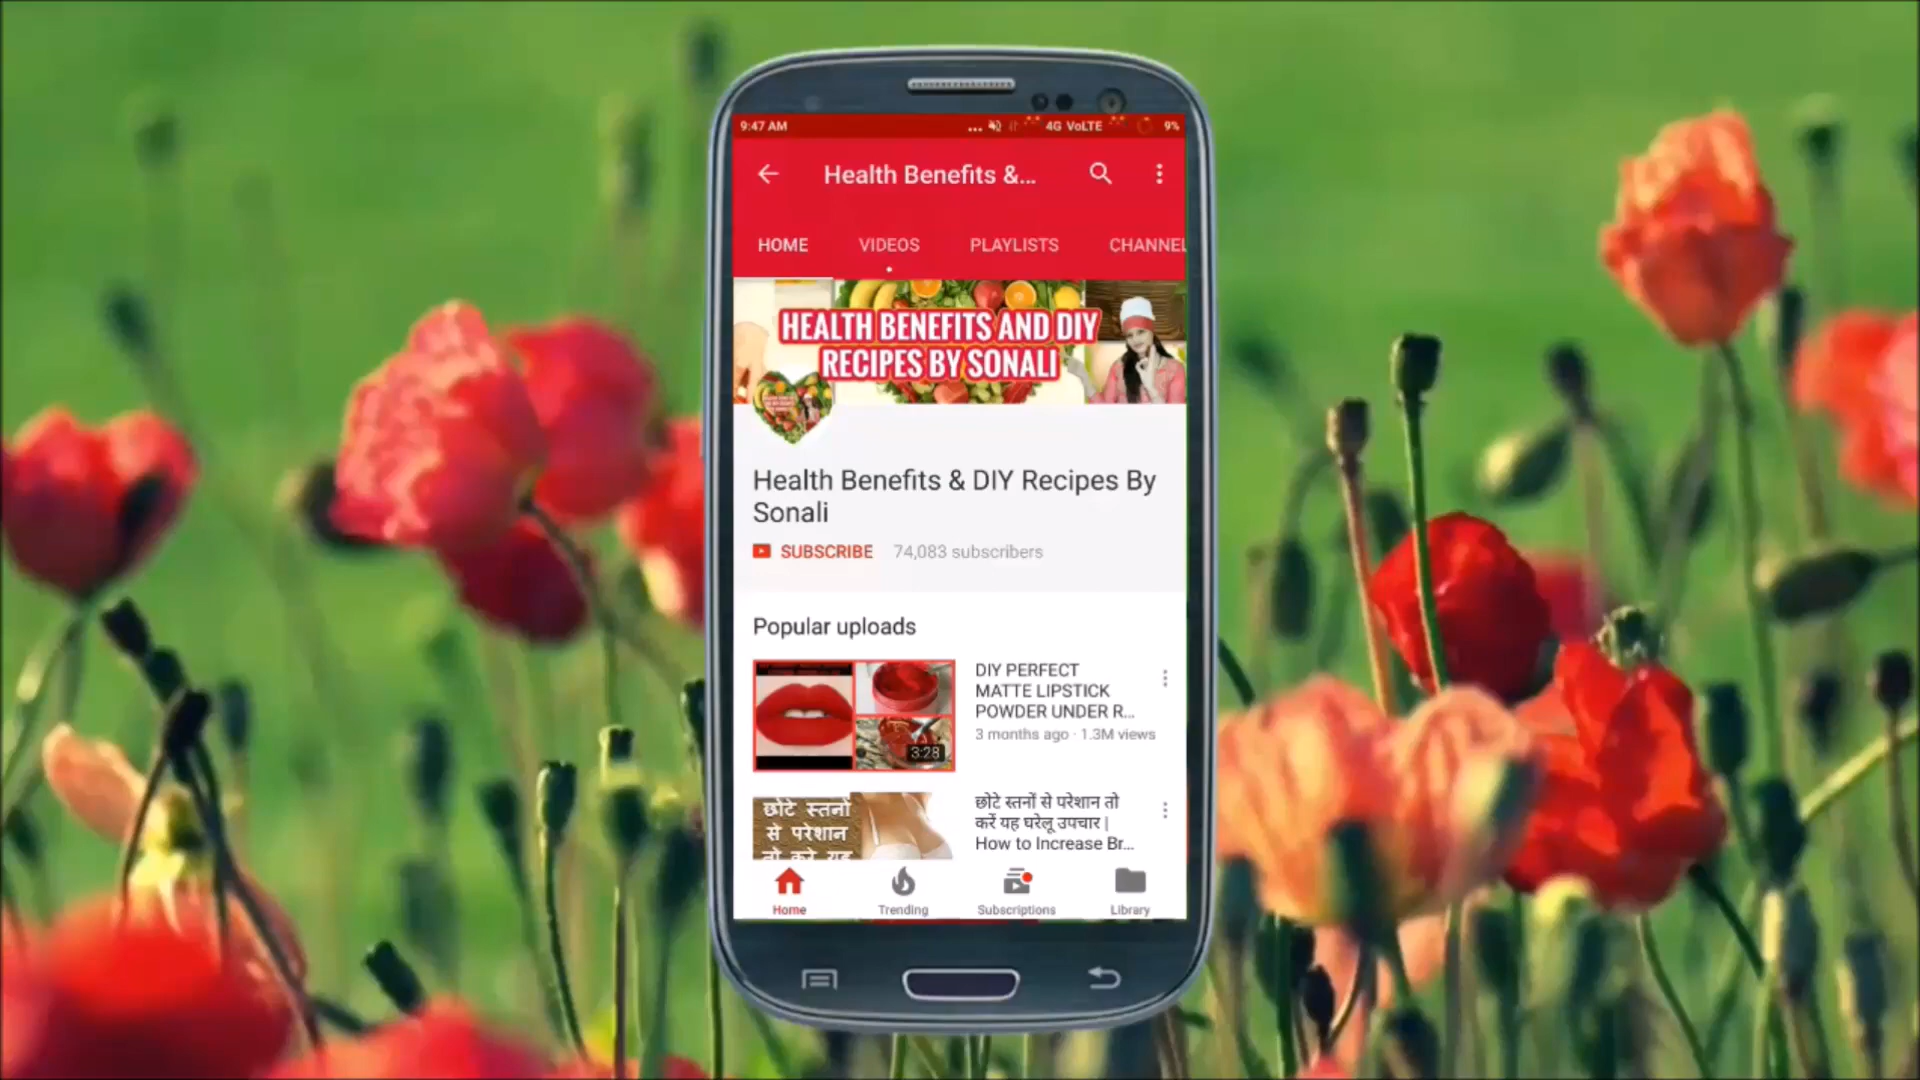 9:47 AM
... 4G VoLTE 9%
Health Benefits &...
HOME VIDEOS PLAYLISTS CHANNEL
HEALTH BENEFITS AND DIY
RECIPES BY SONALI
Health Benefits & DIY Recipes By
Sonali
SUBSCRIBE 74,083 subscribers
Popular uploads
3:28
DIY PERFECT
MATTE LIPSTICK
POWDER UNDER R...
3 months ago · 1.3M views
छोटे स्तनों
से परेशान
तो करें यह
छोटे स्तनों से परेशान तो
करें यह घरेलू उपचार |
How to Increase Br...
Home Trending Subscriptions Library